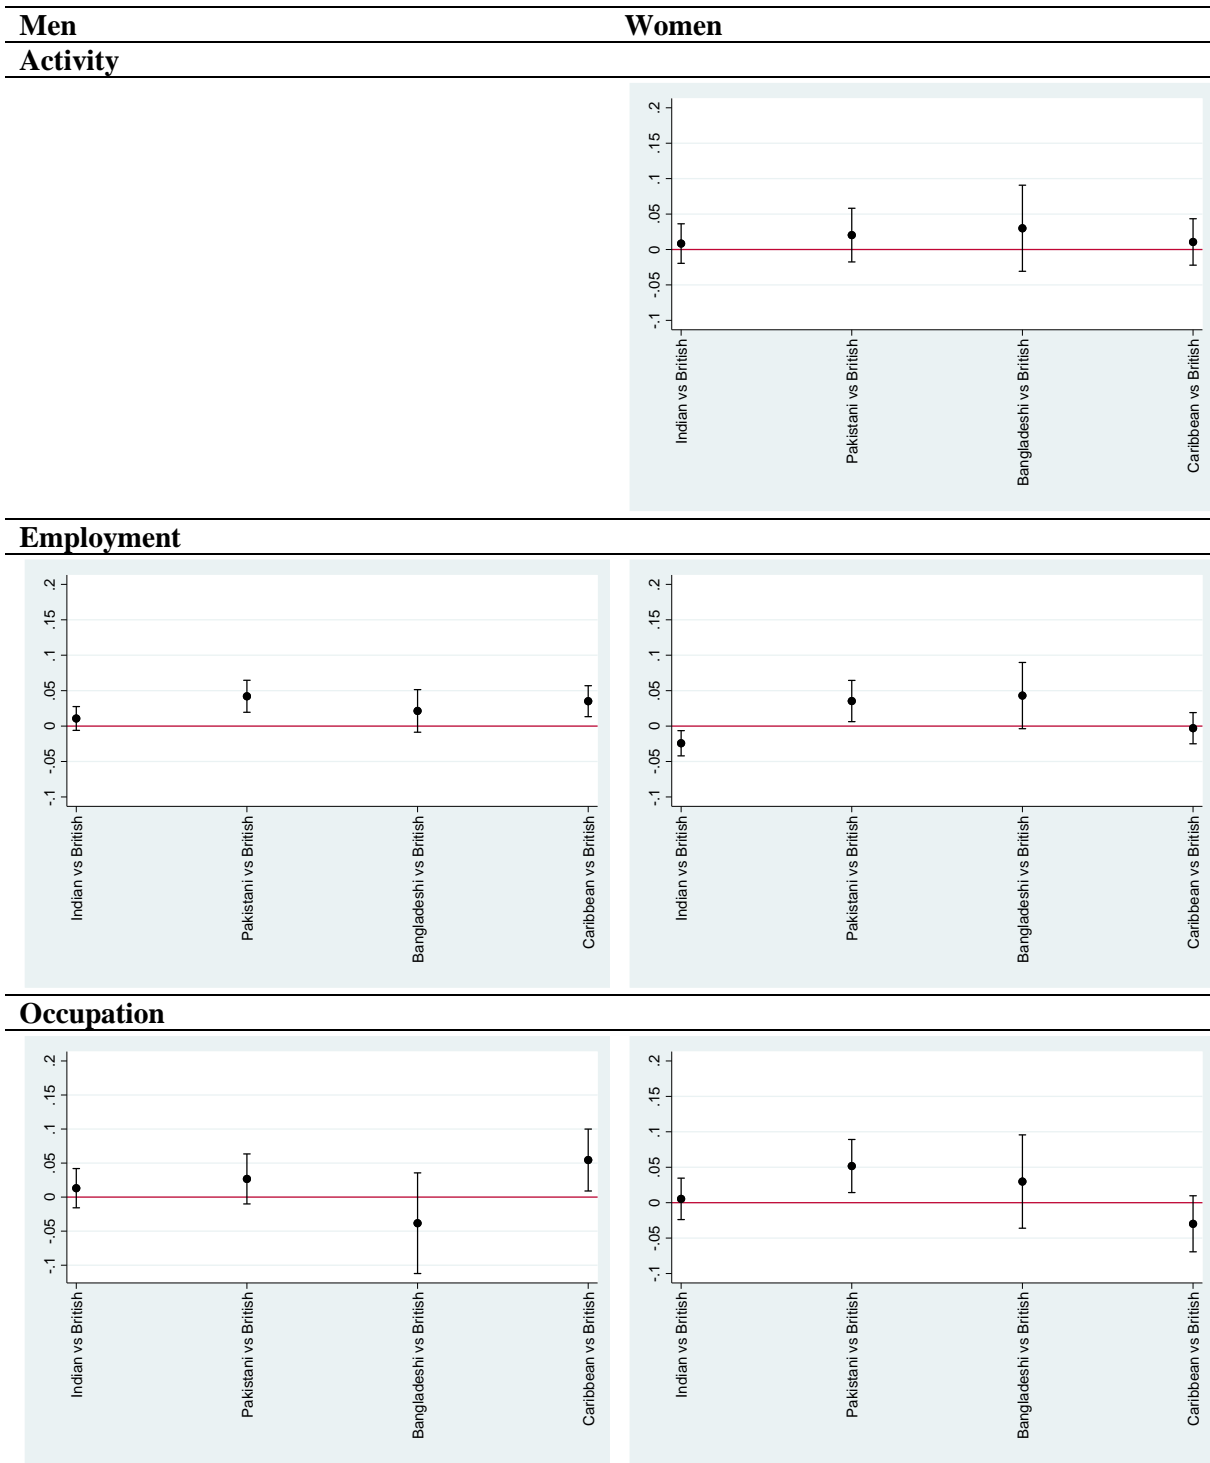 Men Women
Activity
.2
.15
.1
.05
0
-.05
-.1
Indian vs British
Pakistani vs British
Bangladeshi vs British
Caribbean vs British
Employment
.2
.15
.1
.05
0
-.05
-.1
Indian vs British
Pakistani vs British
Bangladeshi vs British
Caribbean vs British
.2
.15
.1
.05
0
-.05
-.1
Indian vs British
Pakistani vs British
Bangladeshi vs British
Caribbean vs British
Occupation
.2
.15
.1
.05
0
-.05
-.1
Indian vs British
Pakistani vs British
Bangladeshi vs British
Caribbean vs British
.2
.15
.1
.05
0
-.05
-.1
Indian vs British
Pakistani vs British
Bangladeshi vs British
Caribbean vs British